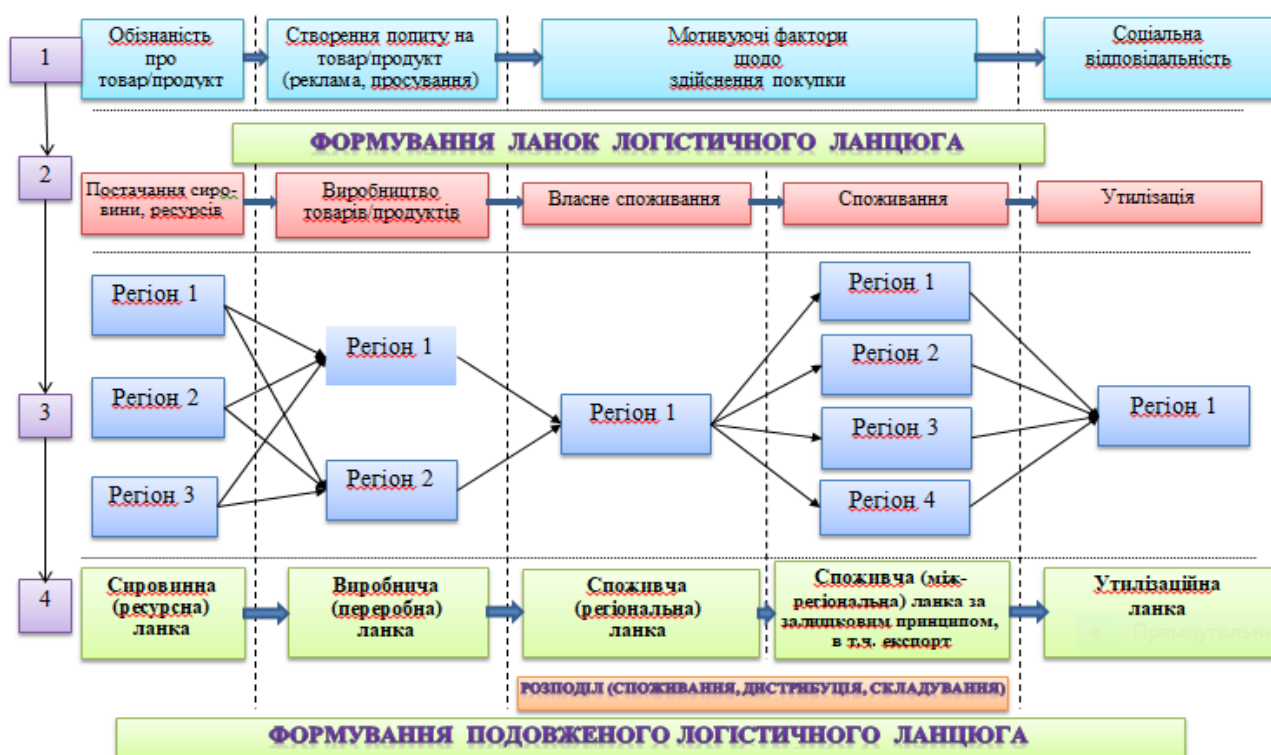 1
Обізнаність
про
товар/продукт
Створення попиту на
товар/продукт
(реклама, просування)
Мотивуючі фактори
щодо
здійснення покупки
Соціальна
відповідальність
ФОРМУВАННЯ ЛАНОК ЛОГІСТИЧНОГО ЛАНЦЮГА
2
Постачання сиро-
вини, ресурсів
Виробництво
товарів/продуктів
Власне споживання
Споживання
Утилізація
3
Регіон 1
Регіон 2
Регіон 3
Регіон 1
Регіон 2
Регіон 1
Регіон 1
Регіон 2
Регіон 3
Регіон 4
Регіон 1
4
Сировинна
(ресурсна)
ланка
Виробнича
(переробна)
ланка
Споживча
(регіональна)
ланка
Споживча (між-
регіональна) ланка за
залишковим принципом,
в т.ч. експорт
Утилізаційна
ланка
РОЗПОДІЛ (СПОЖИВАННЯ, ДИСТРИБУЦІЯ, СКЛАДУВАННЯ)
ФОРМУВАННЯ ПОДОВЖЕНОГО ЛОГІСТИЧНОГО ЛАНЦЮГА